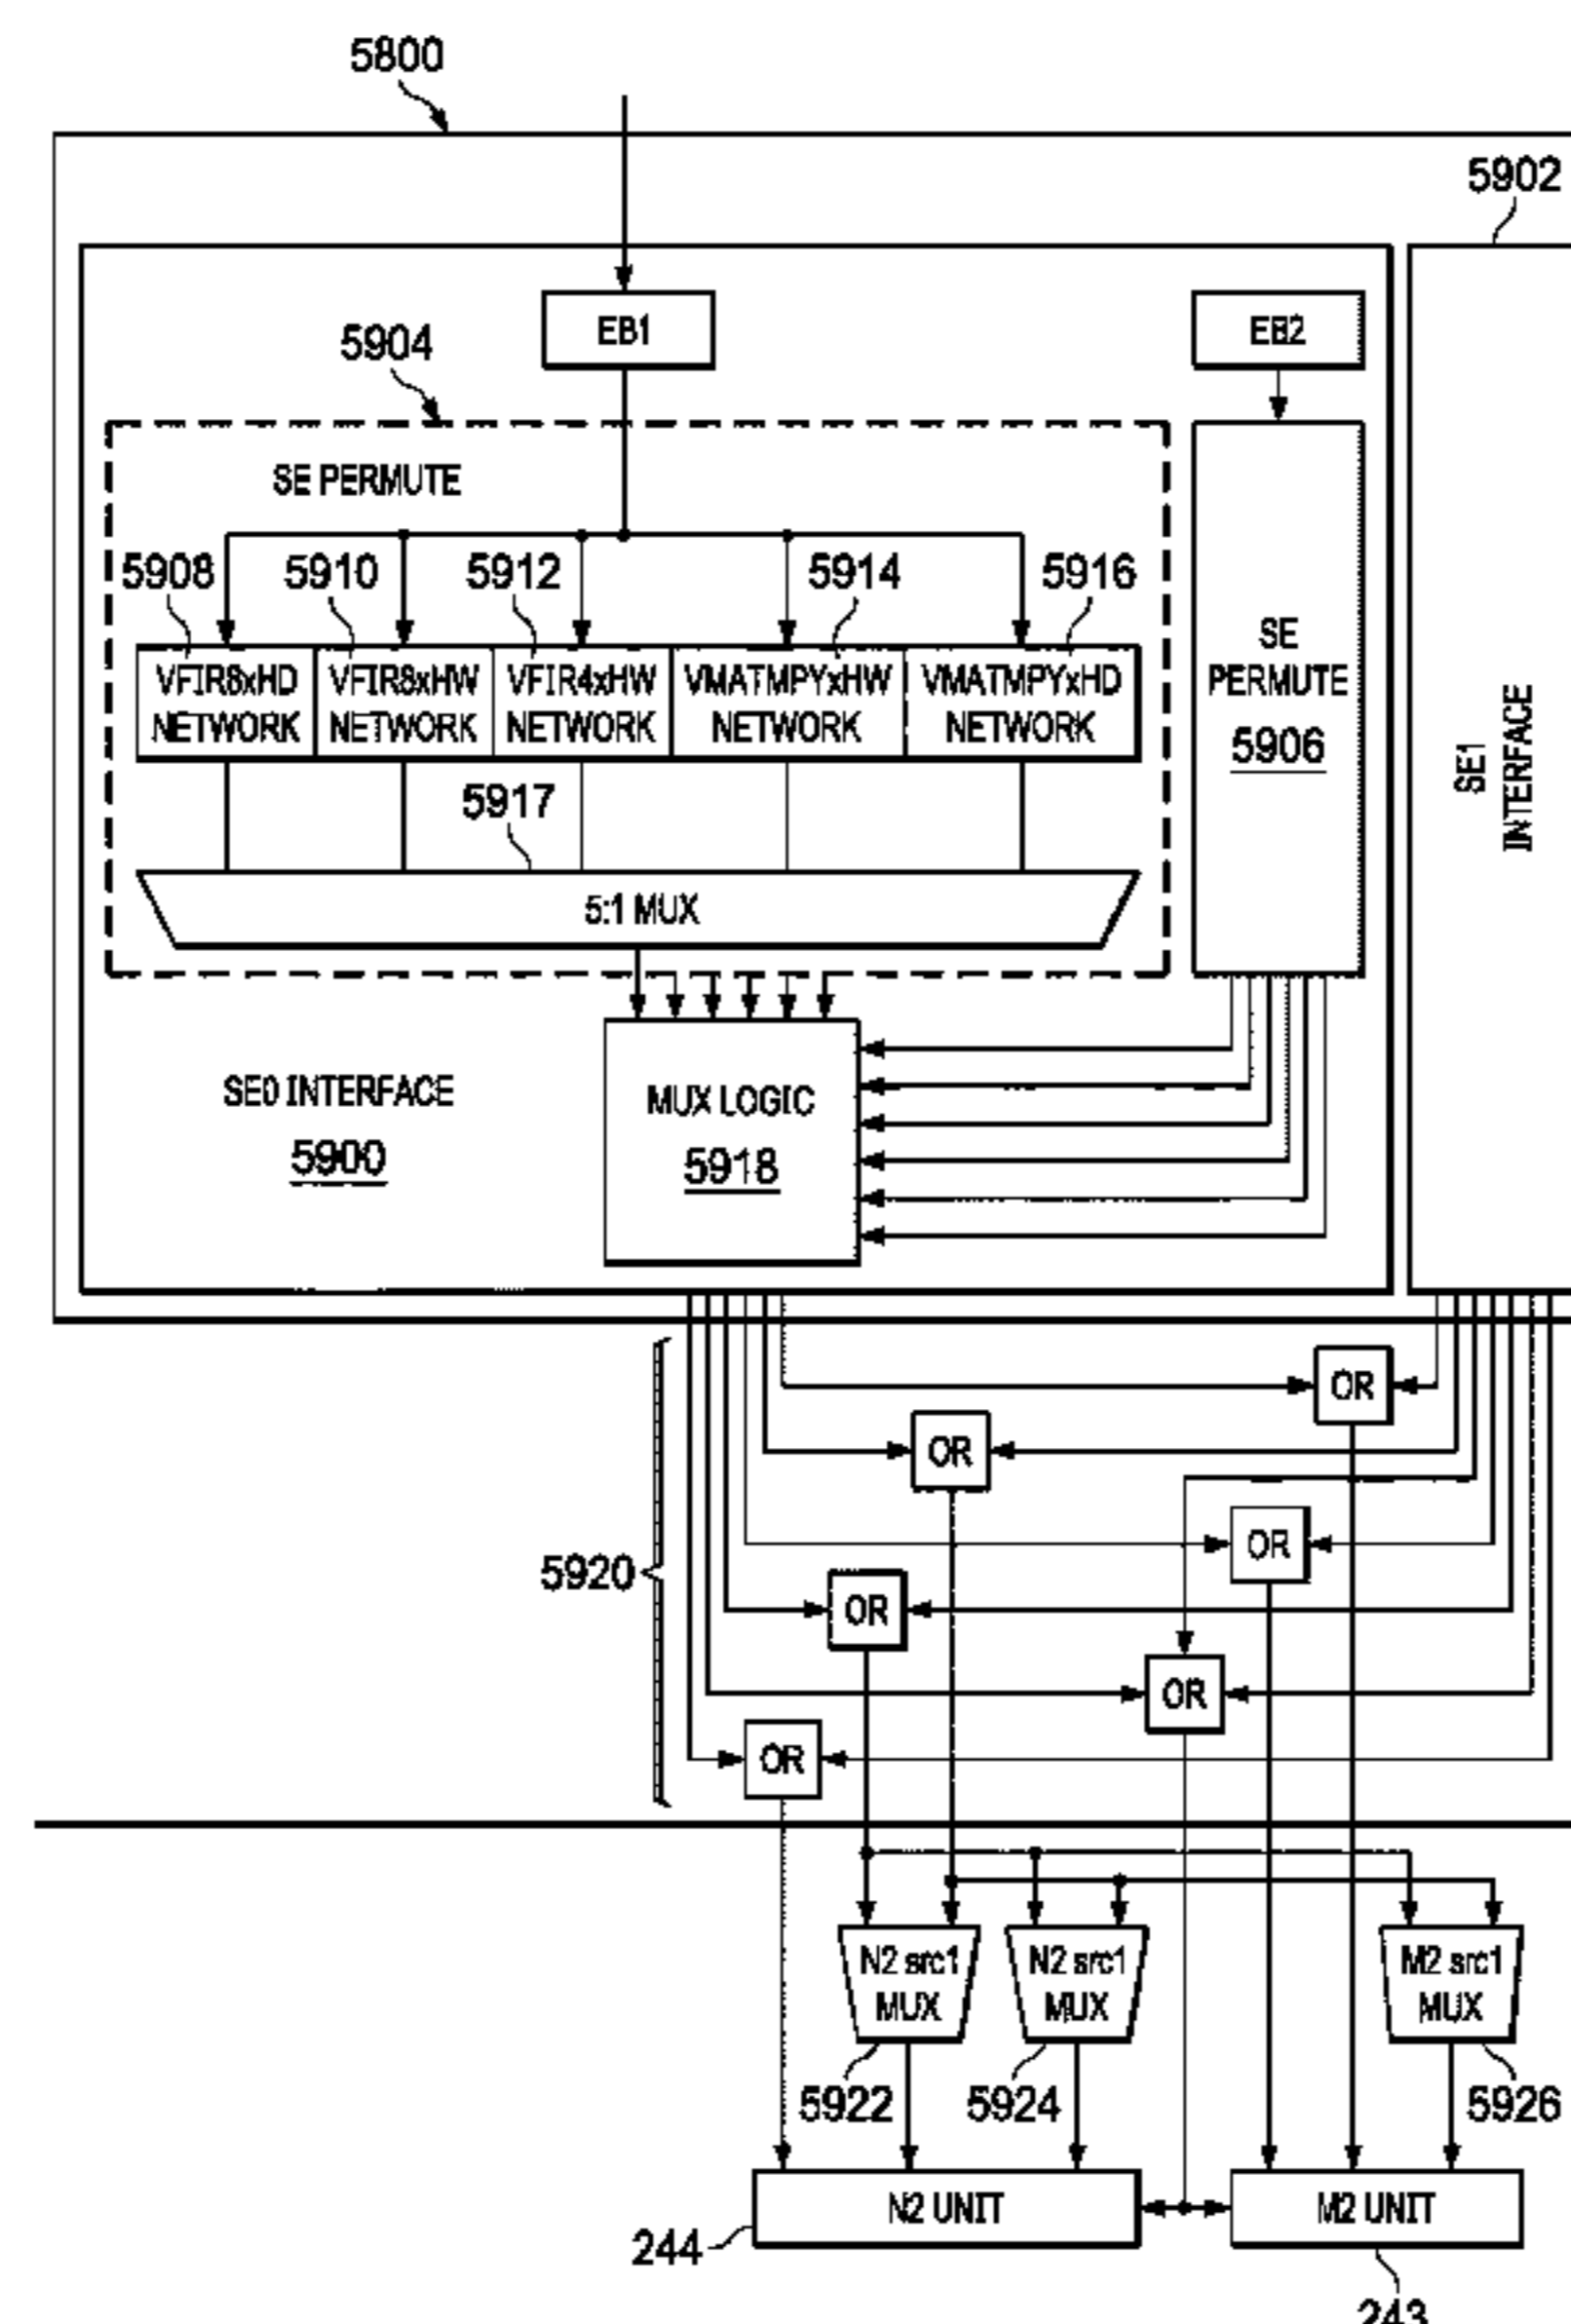 5800
5902
EB1
EB2
5904
SE PERMUTE
5908
5910
5912
5914
5916
VFIR8xHD
NETWORK
VFIR8xHW
NETWORK
VFIR4xHW
NETWORK
VMATMPYxHW
NETWORK
VMATMPYxHD
NETWORK
SE
PERMUTE
5906
SE1
INTERFACE
5917
5:1 MUX
SE0 INTERFACE
5900
MUX LOGIC
5918
OR
OR
OR
5920
OR
OR
OR
N2 src1
MUX
N2 src1
MUX
M2 src1
MUX
5922
5924
5926
N2 UNIT
M2 UNIT
244
243